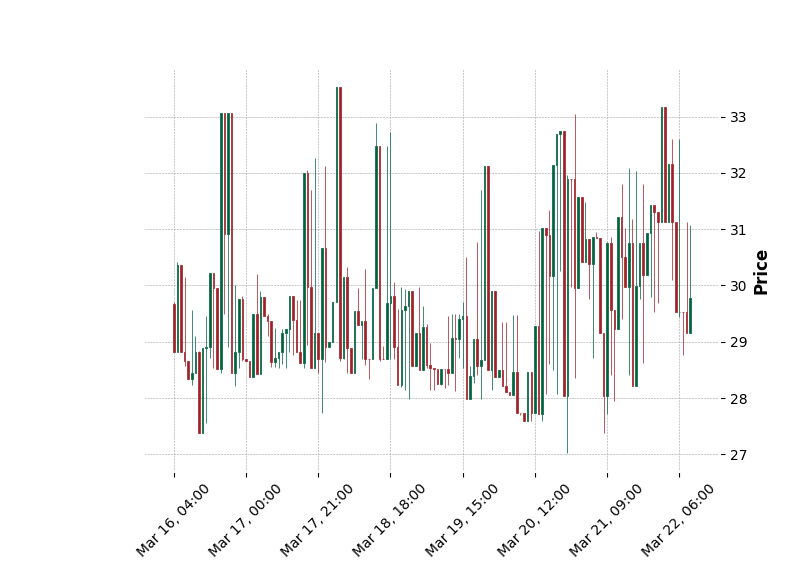 33
32
31
30
29
28
27
Price
Mar 16, 04:00
Mar 17, 00:00
Mar 17, 21:00
Mar 18, 18:00
Mar 19, 15:00
Mar 20, 12:00
Mar 21, 09:00
Mar 22, 06:00